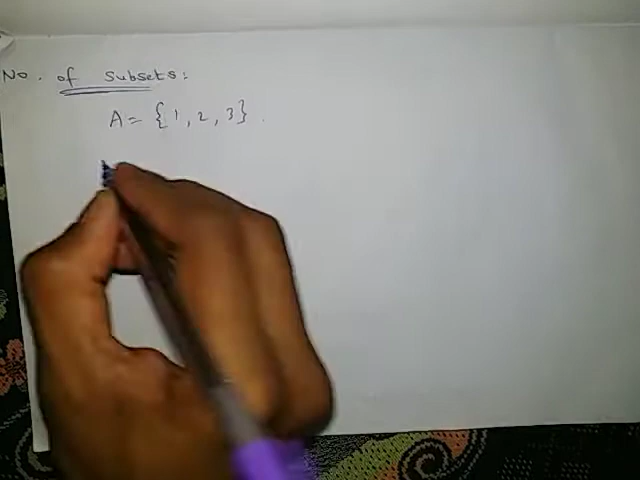 No. of Subsets:
A = {1, 2, 3}.